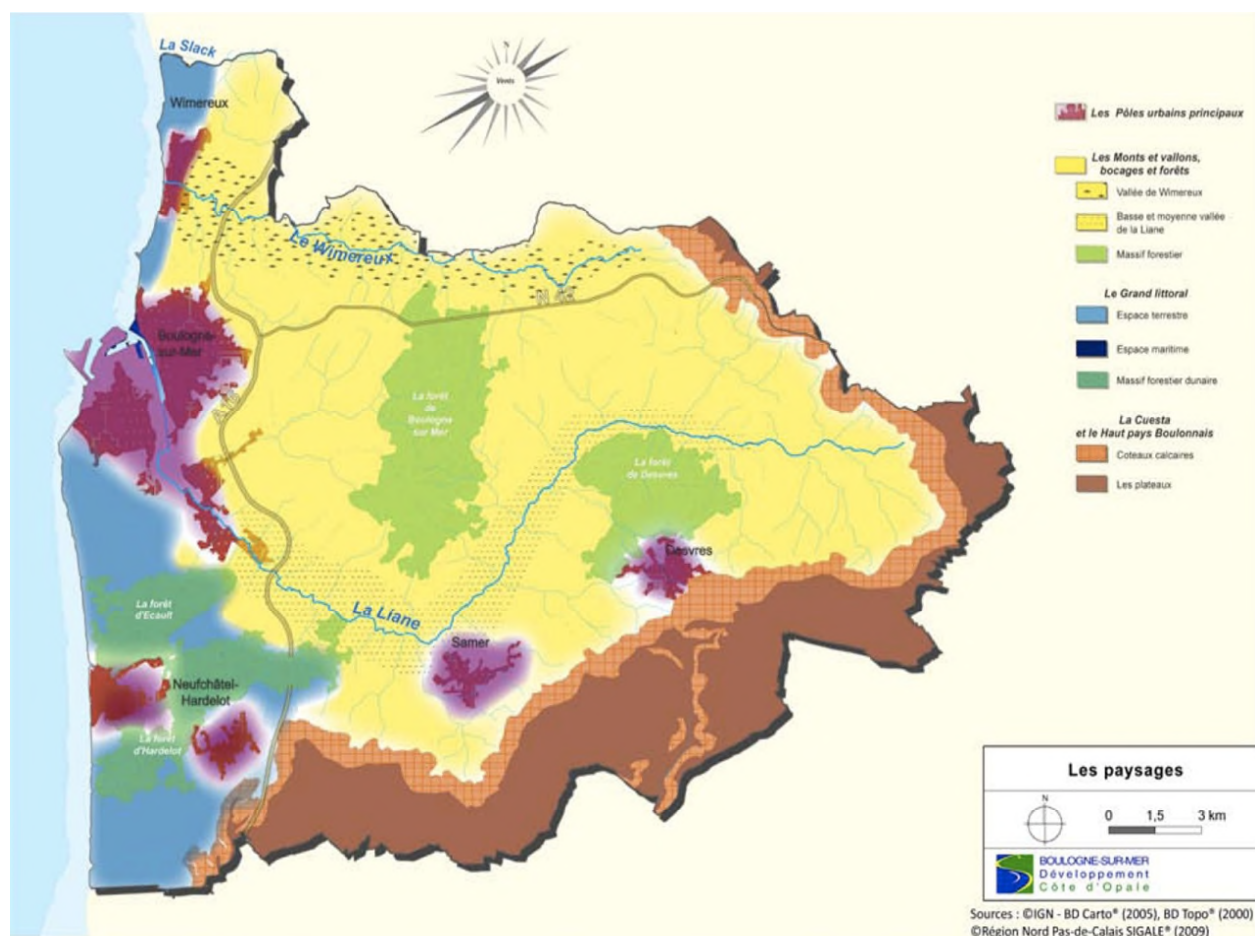 La Slack
Wimereux
N
Vents
Le Wimereux
N 42
Boulogne-
sur-Mer
La forêt
de
Boulogne
sur Mer
La forêt
de Desvres
Desvres
La Liane
Samer
La forêt
d'Ecault
Neufchâtel-
Hardelot
La forêt
d'Hardelot
Les Pôles urbains principaux
Les Monts et vallons,
bocages et forêts
Vallée de Wimereux
Basse et moyenne vallée
de la Liane
Massif forestier
Le Grand littoral
Espace terrestre
Espace maritime
Massif forestier dunaire
La Cuesta
et le Haut pays Boulonnais
Coteaux calcaires
Les plateaux
Les paysages
N
0 1,5 3 km
BOULOGNE-SUR-MER
Développement
Côte d'Opale
Sources : ©IGN - BD Carto® (2005), BD Topo® (2000)
©Région Nord Pas-de-Calais SIGALE® (2009)